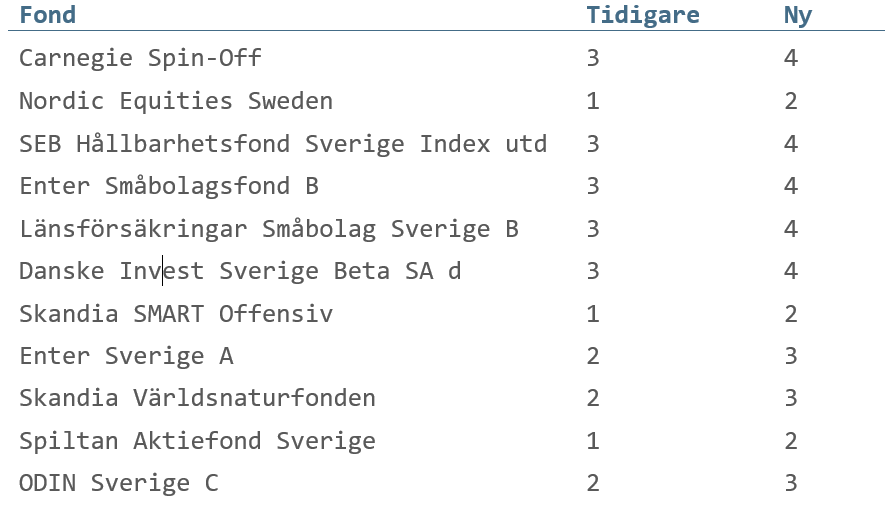 Fond Tidigare Ny
Carnegie Spin-Off 3 4
Nordic Equities Sweden 1 2
SEB Hållbarhetsfond Sverige Index utd 3 4
Enter Småbolagsfond B 3 4
Länsförsäkringar Småbolag Sverige B 3 4
Danske Invest Sverige Beta SA d 3 4
Skandia SMART Offensiv 1 2
Enter Sverige A 2 3
Skandia Världsnaturfonden 2 3
Spiltan Aktiefond Sverige 1 2
ODIN Sverige C 2 3